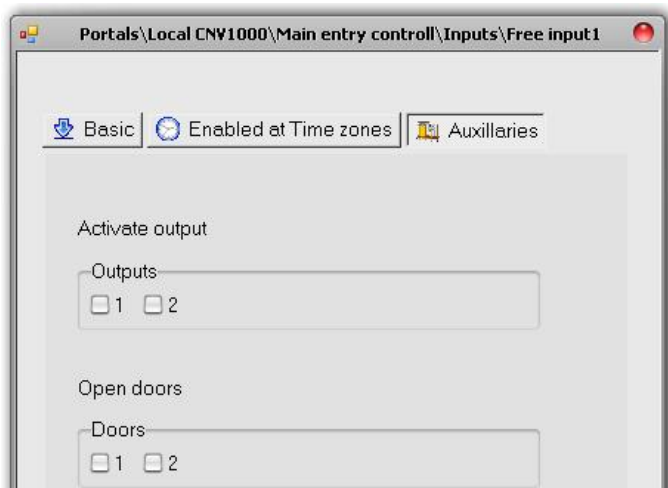 Portals\Local CNV1000\Main entry controll\Inputs\Free input1
Basic Enabled at Time zones Auxillaries
Activate output
Outputs
1 2
Open doors
Doors
1 2